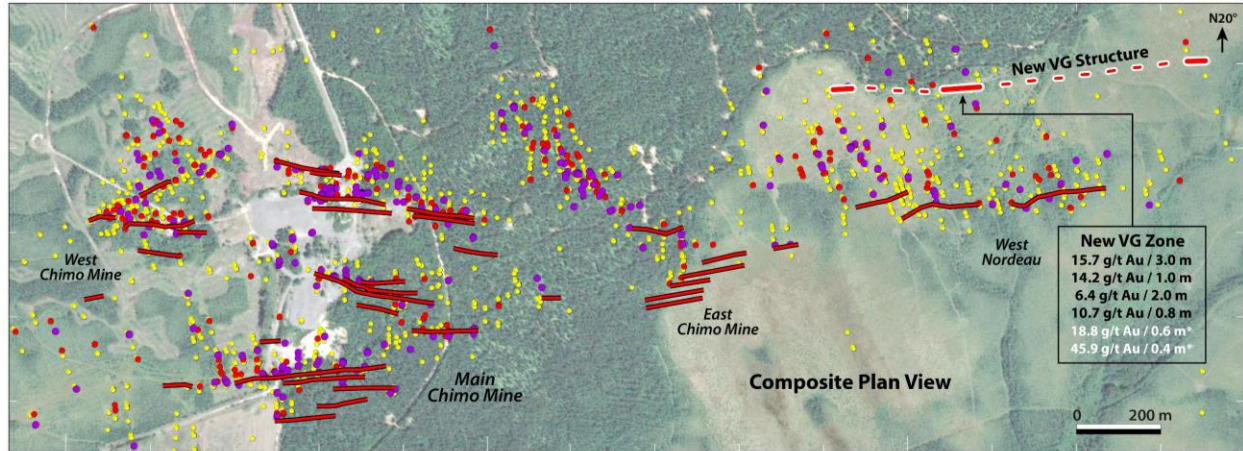 N20°
New VG Structure
West
Chimo Mine
Main
Chimo Mine
East
Chimo Mine
West
Nordeau
New VG Zone
15.7 g/t Au / 3.0 m
14.2 g/t Au / 1.0 m
6.4 g/t Au / 2.0 m
10.7 g/t Au / 0.8 m
18.8 g/t Au / 0.6 m*
45.9 g/t Au / 0.4 m*
Composite Plan View
0 200 m